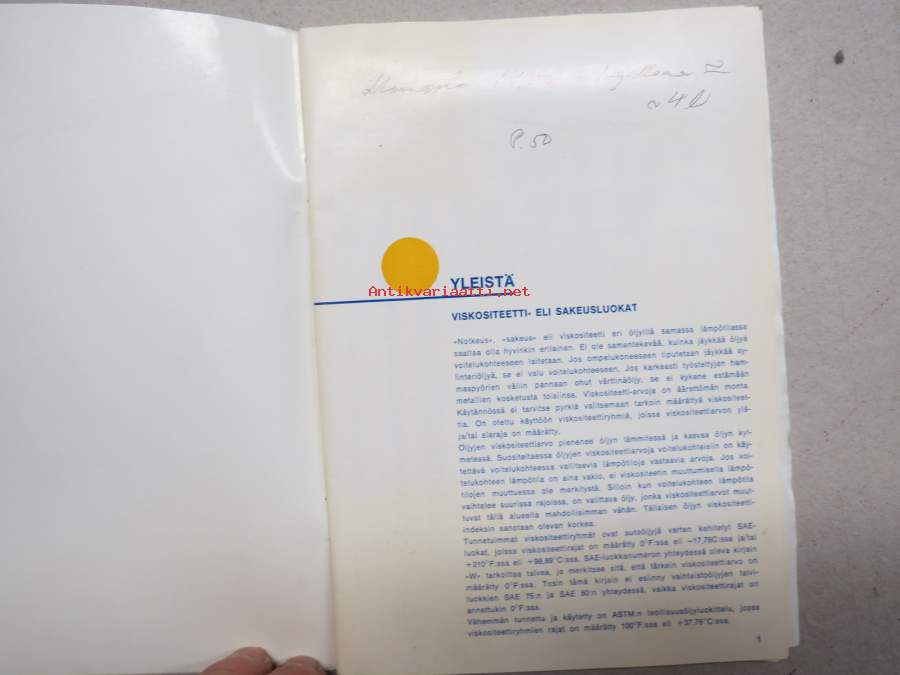 ≈
~4 l
P. 50
YLEISTÄ
Antikvariaatti.net
VISKOSITEETTI- ELI SAKEUSLUOKAT
»Notkeus», »sakeus» eli viskositeetti eri öljyillä samassa lämpötilassa
saattaa olla hyvinkin erilainen. Ei ole samantekevää, kuinka jäykkää öljyä
voitelukohteeseen laitetaan. Jos ompelukoneeseen tiputetaan jäykkää sy-
linteriöljyä, se ei valu voitelukohteeseen. Jos karkeasti työstettyjen ham-
maspyörien väliin pannaan ohut värttinäöljy, se ei kykene estämään
metallien kosketusta toisiinsa. Viskositeetti-arvoja on äärettömän monta.
Käytännössä ei tarvitse pyrkiä valitsemaan tarkoin määrättyä viskositeet-
tia. On otettu käyttöön viskositeettiryhmiä, joissa viskositeettiarvon ylä-
ja/tai alaraja on määrätty.
Öljyjen viskositeettiarvo pienenee öljyn lämmitessä ja kasvaa öljyn kyl-
metessä. Suositeltaessa öljyjen viskositeettiarvoja voitelukohteisiin on käy-
tettävä voitelukohteessa vallitsevia lämpötiloja vastaavia arvoja. Jos voi-
telukohteen lämpötila on aina vakio, ei viskositeetin muuttumisella lämpö-
tilojen muuttuessa ole merkitystä. Silloin kun voitelukohteen lämpötila
vaihtelee suurissa rajoissa, on valittava öljy, jonka viskositeettiarvot muut-
tuvat tällä alueella mahdollisimman vähän. Tällaisen öljyn viskositeetti-
indeksin sanotaan olevan korkea.
Tunnetuimmat viskositeettiryhmät ovat autoöljyjä varten kehitetyt SAE-
luokat, joissa viskositeettirajat on määrätty 0°F:ssa eli −17,78C:ssa ja/tai
+210°F:ssa eli +98,89°C:ssa. SAE-luokkanumeron yhteydessä oleva kirjain
»W» tarkoittaa talvea, ja merkitsee sitä, että tärkein viskositeettiarvo on
määrätty 0°F:ssa. Tosin tämä kirjain ei esiinny vaihteistoöljyjen talvi-
luokkien SAE 75:n ja SAE 80:n yhteydessä, vaikka viskositeettirajat on
annettukin 0°F:ssa.
Vähemmän tunnettu ja käytetty on ASTM:n teollisuusöljyluokittelu, jossa
viskositeettiryhmien rajat on määrätty 100°F:ssa eli +37,78°C:ssa.
1